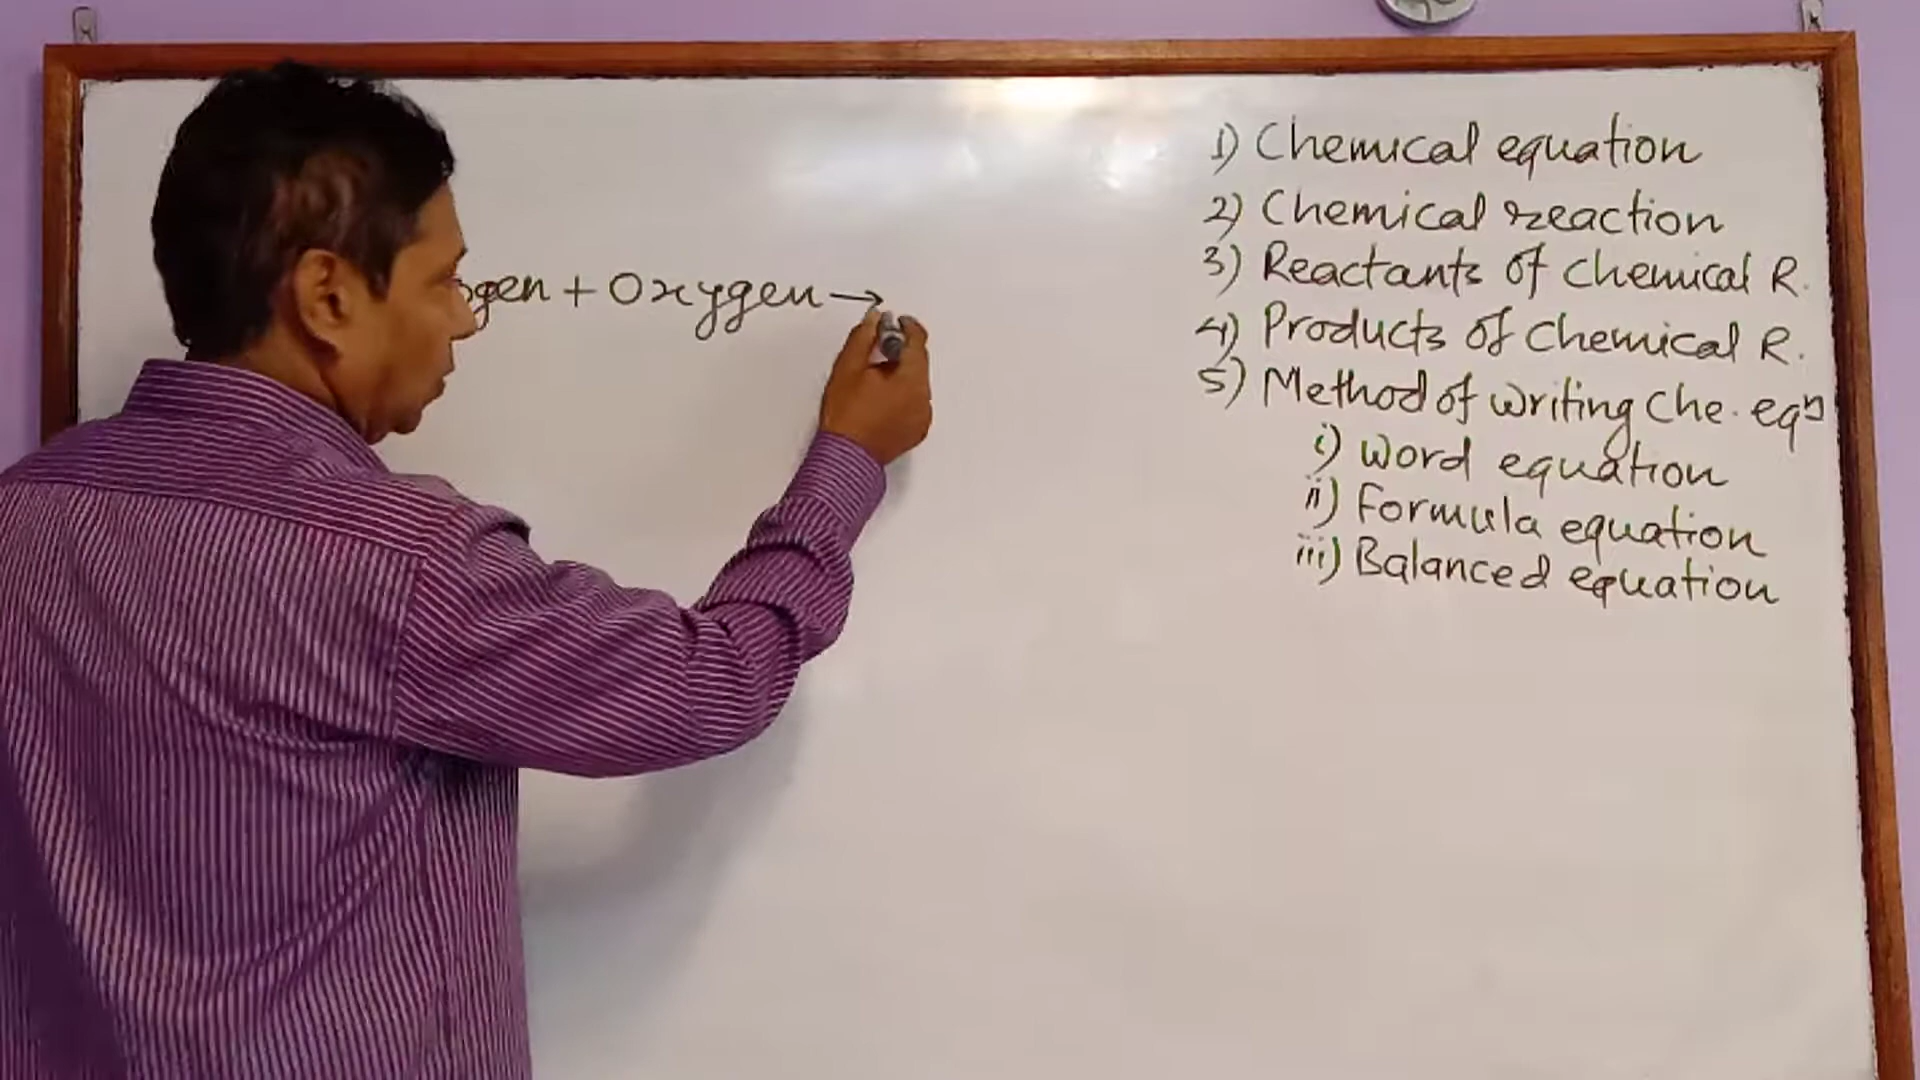 gen + Oxygen →
1) Chemical equation
2) Chemical reaction
3) Reactants of Chemical R.
4) Products of Chemical R.
5) Method of writing Che. eqn
i) Word equation
ii) Formula equation
iii) Balanced equation